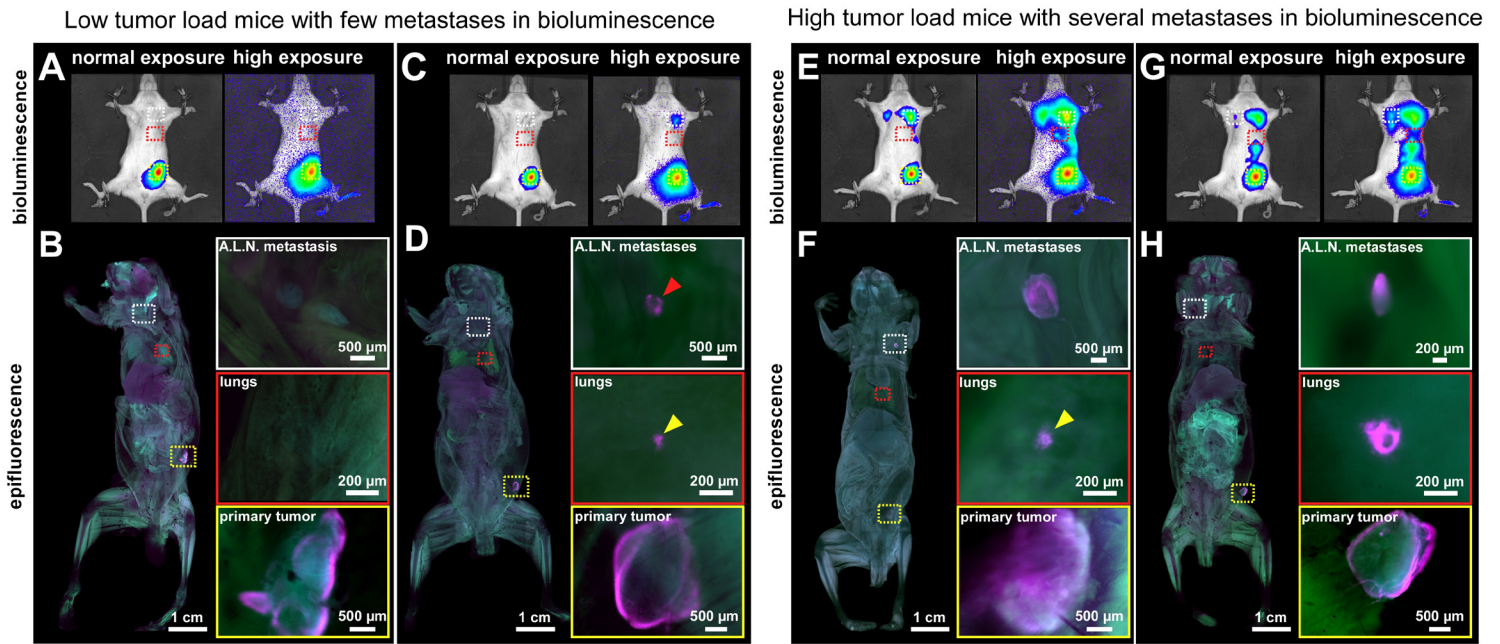 Low tumor load mice with few metastases in bioluminescence
High tumor load mice with several metastases in bioluminescence
bioluminescence
A
normal exposure
high exposure
C
normal exposure
high exposure
bioluminescence
E
normal exposure
high exposure
G
normal exposure
high exposure
epifluorescence
B
A.L.N. metastasis
500 µm
lungs
200 µm
primary tumor
500 µm
1 cm
D
A.L.N. metastases
500 µm
lungs
200 µm
primary tumor
500 µm
1 cm
epifluorescence
F
A.L.N. metastases
500 µm
lungs
200 µm
primary tumor
500 µm
1 cm
H
A.L.N. metastases
200 µm
lungs
200 µm
primary tumor
500 µm
1 cm